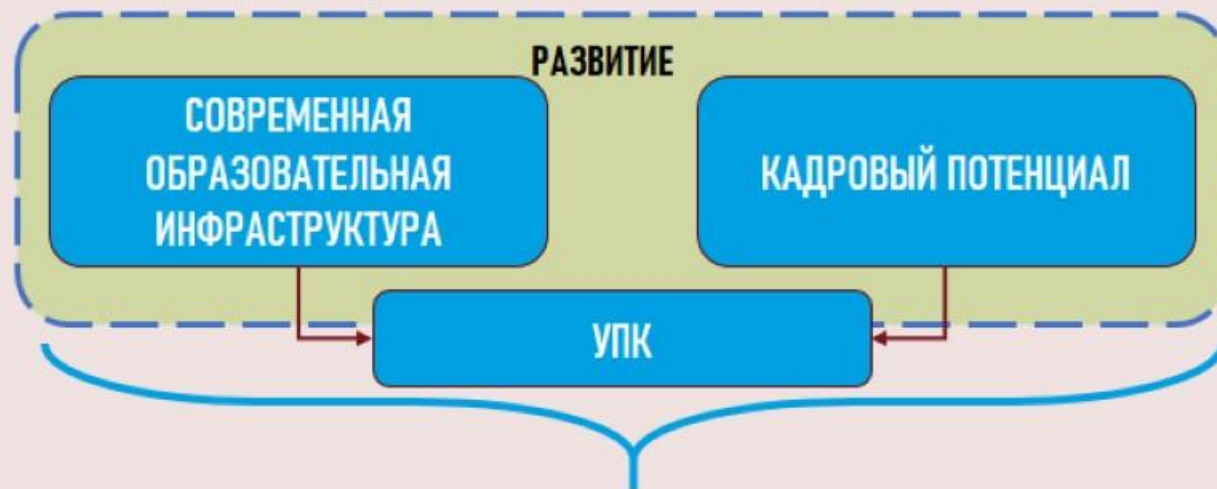 РАЗВИТИЕ
СОВРЕМЕННАЯ
ОБРАЗОВАТЕЛЬНАЯ
ИНФРАСТРУКТУРА
КАДРОВЫЙ ПОТЕНЦИАЛ
УПК